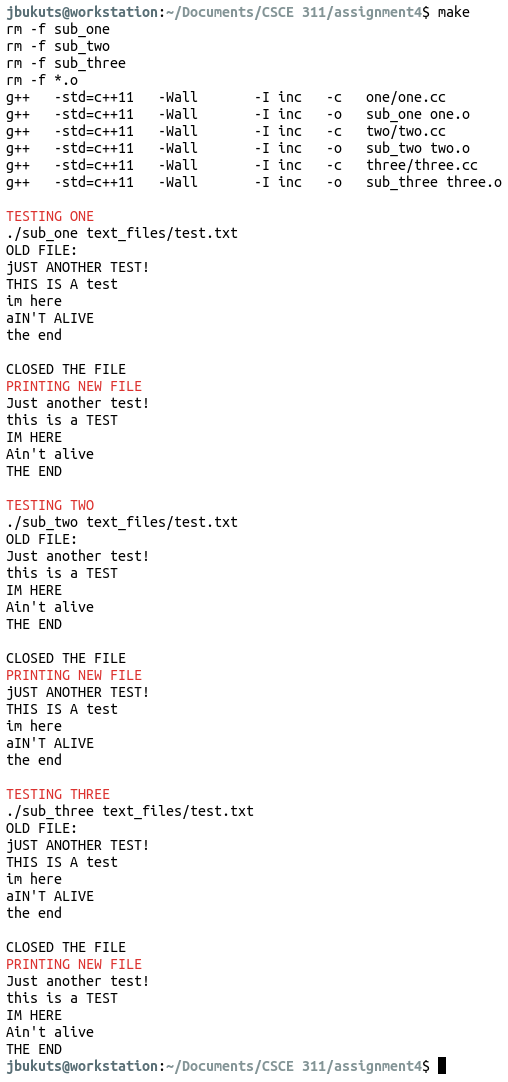 jbukuts@workstation:~/Documents/CSCE 311/assignment4$ make
rm -f sub_one
rm -f sub_two
rm -f sub_three
rm -f *.o
g++   -std=c++11   -Wall       -I inc   -c   one/one.cc
g++   -std=c++11   -Wall       -I inc   -o   sub_one one.o
g++   -std=c++11   -Wall       -I inc   -c   two/two.cc
g++   -std=c++11   -Wall       -I inc   -o   sub_two two.o
g++   -std=c++11   -Wall       -I inc   -c   three/three.cc
g++   -std=c++11   -Wall       -I inc   -o   sub_three three.o

TESTING ONE
./sub_one text_files/test.txt
OLD FILE:
jUST ANOTHER TEST!
THIS IS A test
im here
aIN'T ALIVE
the end

CLOSED THE FILE
PRINTING NEW FILE
Just another test!
this is a TEST
IM HERE
Ain't alive
THE END

TESTING TWO
./sub_two text_files/test.txt
OLD FILE:
Just another test!
this is a TEST
IM HERE
Ain't alive
THE END

CLOSED THE FILE
PRINTING NEW FILE
jUST ANOTHER TEST!
THIS IS A test
im here
aIN'T ALIVE
the end

TESTING THREE
./sub_three text_files/test.txt
OLD FILE:
jUST ANOTHER TEST!
THIS IS A test
im here
aIN'T ALIVE
the end

CLOSED THE FILE
PRINTING NEW FILE
Just another test!
this is a TEST
IM HERE
Ain't alive
THE END
jbukuts@workstation:~/Documents/CSCE 311/assignment4$